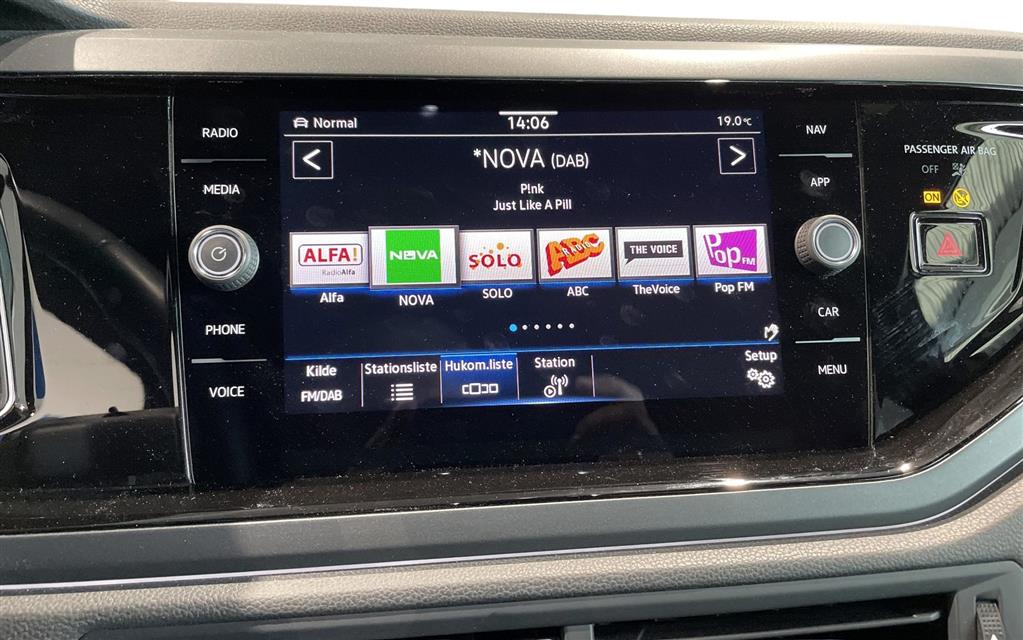 RADIO
MEDIA
PHONE
VOICE
Normal
14:06
19.0°C
*NOVA (DAB)
P!nk
Just Like A Pill
ALFA!
RadioAlfa
NOVA
SOLO
RADIO
ABC
THE VOICE
Pop FM
Alfa
NOVA
SOLO
ABC
TheVoice
Pop FM
Kilde
FM/DAB
Stationsliste
Hukom.liste
Station
Setup
NAV
APP
CAR
MENU
PASSENGER AIR BAG
OFF
ON